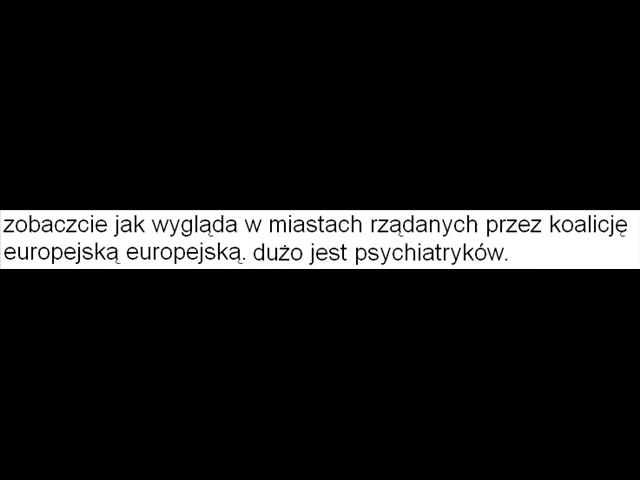 zobaczcie jak wygląda w miastach rządanych przez koalicję
europejską europejską. dużo jest psychiatryków.